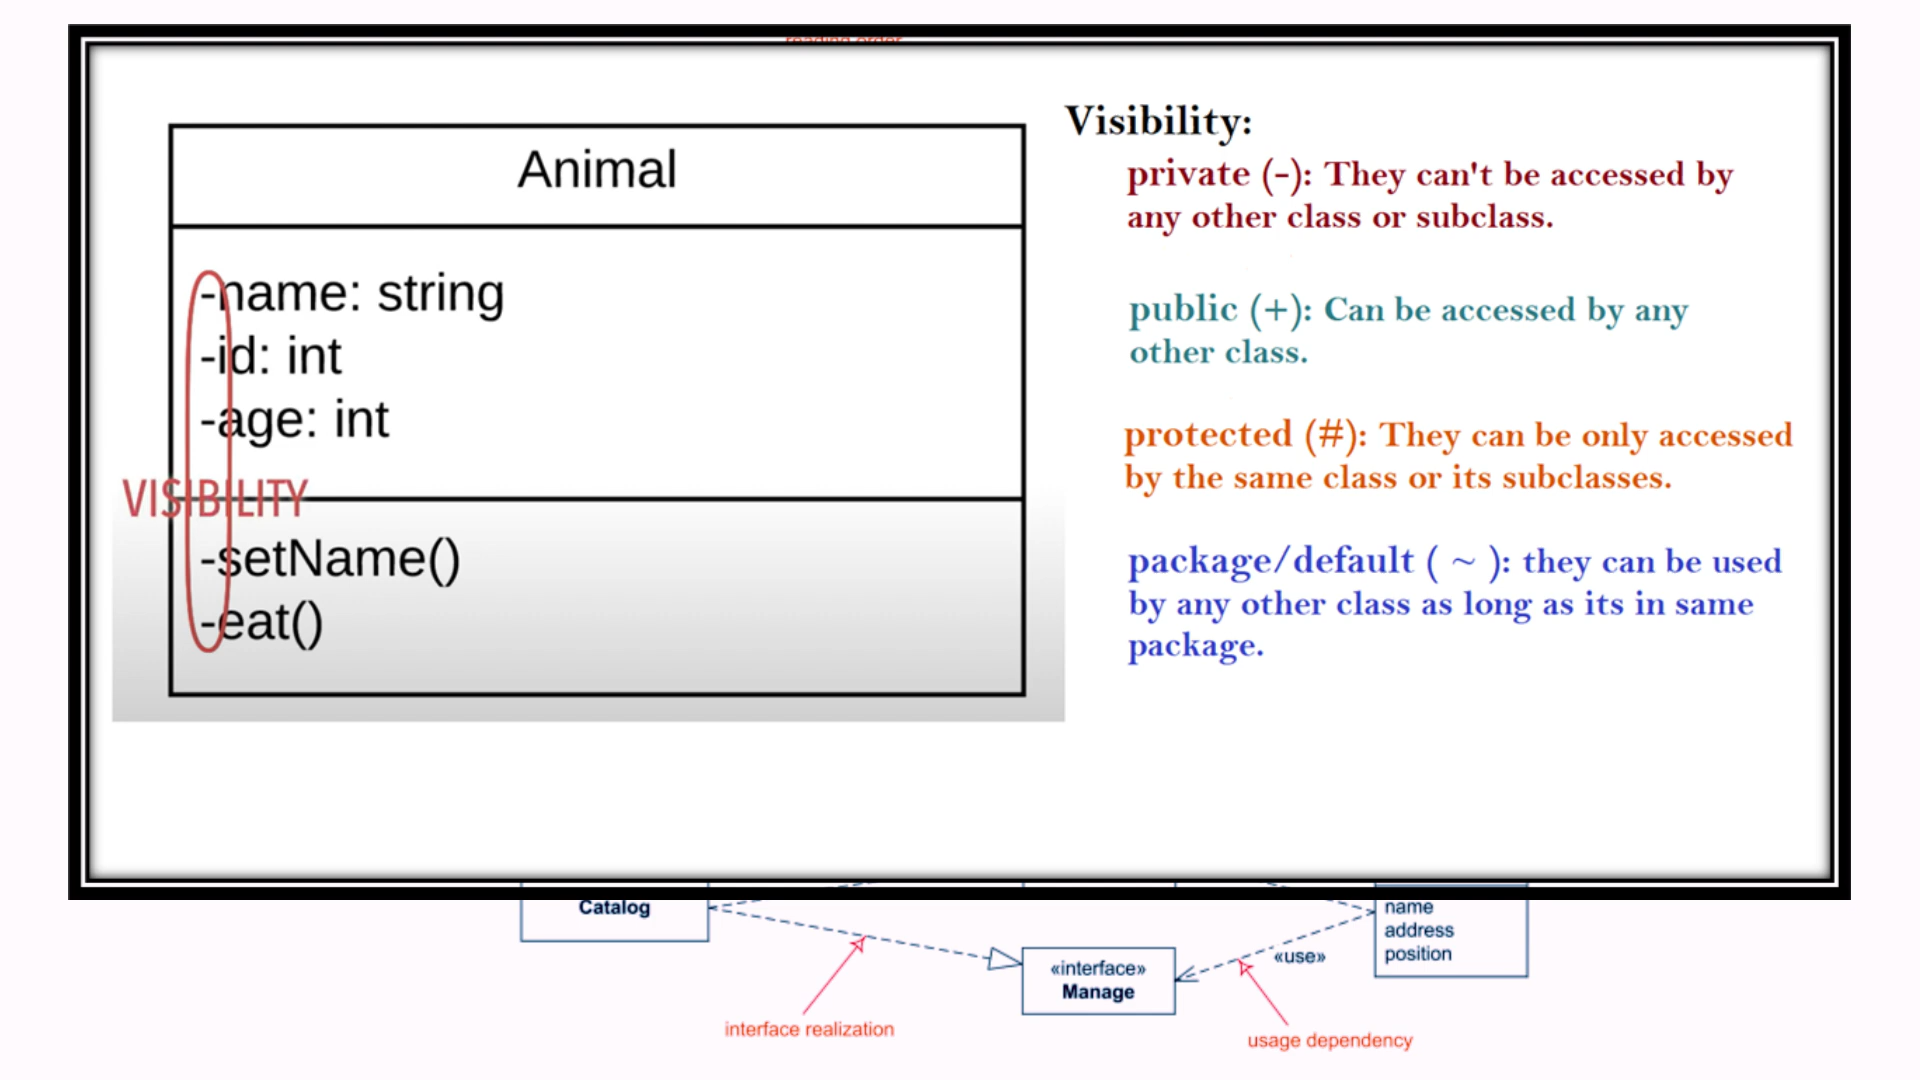 reading order
Animal
-name: string
-id: int
-age: int
VISIBILITY
-setName()
-eat()
Visibility:
private (-): They can't be accessed by
any other class or subclass.
public (+): Can be accessed by any
other class.
protected (#): They can be only accessed
by the same class or its subclasses.
package/default ( ~ ): they can be used
by any other class as long as its in same
package.
Catalog
name
address
position
«use»
«interface»
Manage
interface realization
usage dependency